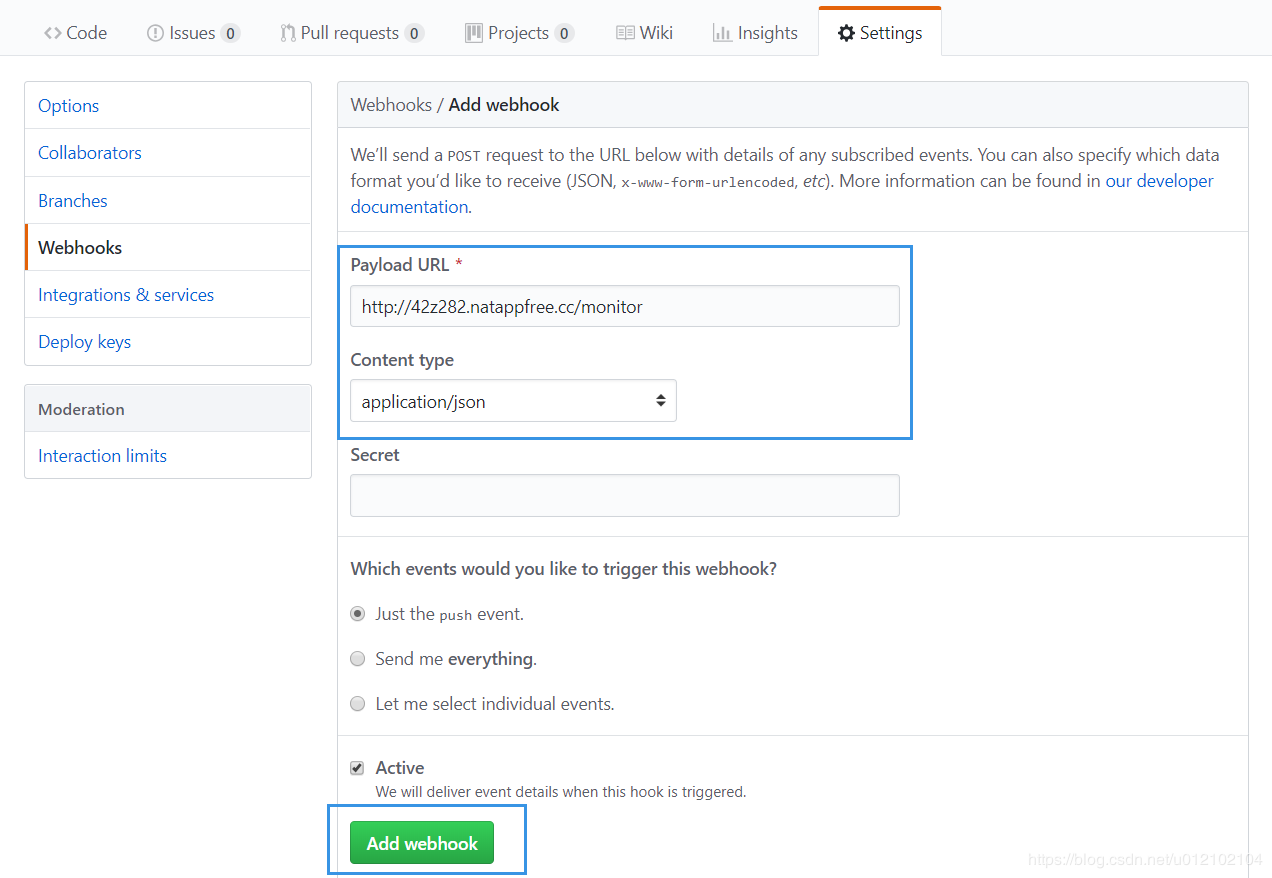 Code Issues 0 Pull requests 0 Projects 0 Wiki Insights Settings
Options
Collaborators
Branches
Webhooks
Integrations & services
Deploy keys
Moderation
Interaction limits
Webhooks / Add webhook
We’ll send a POST request to the URL below with details of any subscribed events. You can also specify which data
format you’d like to receive (JSON, x-www-form-urlencoded, etc). More information can be found in our developer
documentation.
Payload URL *
http://42z282.natappfree.cc/monitor
Content type
application/json
Secret
Which events would you like to trigger this webhook?
Just the push event.
Send me everything.
Let me select individual events.
Active
We will deliver event details when this hook is triggered.
Add webhook
https://blog.csdn.net/u012102104